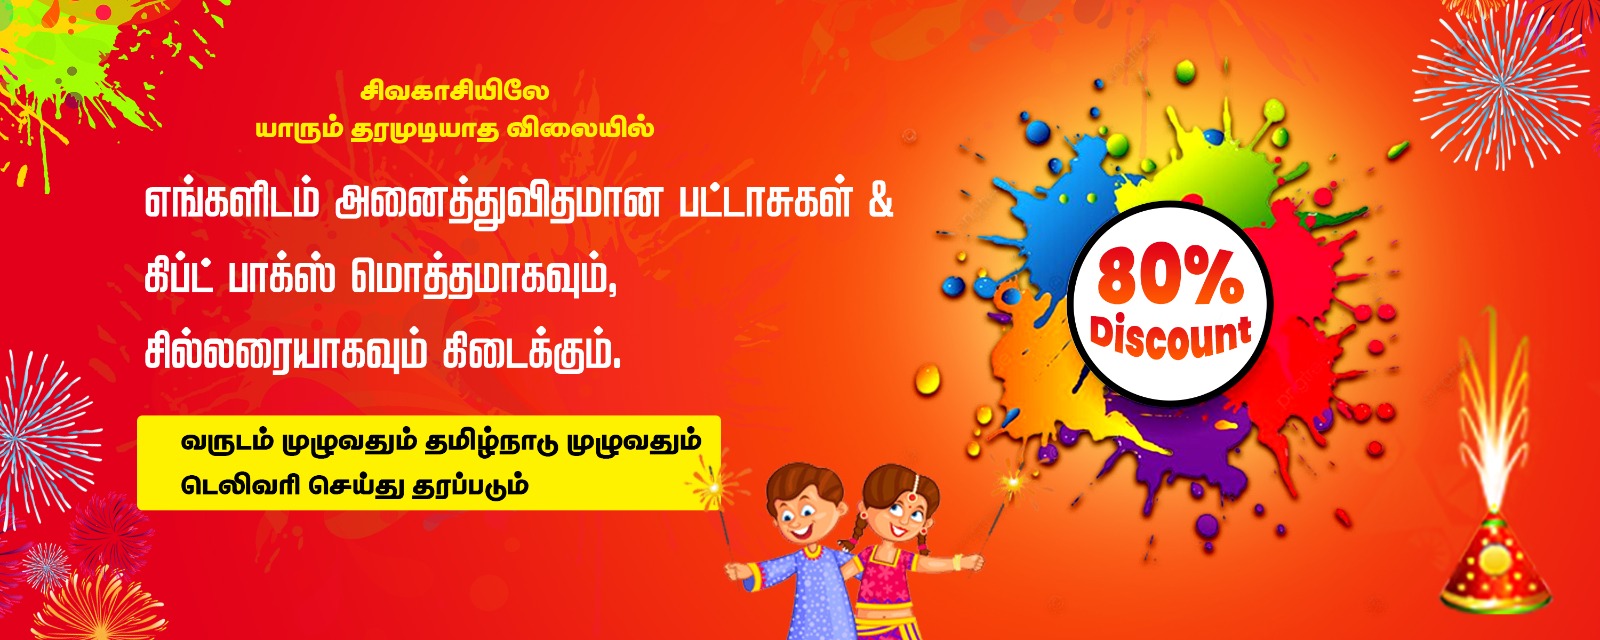 சிவகாசியிலே
யாரும் தரமுடியாத விலையில்
எங்களிடம் அனைத்துவிதமான பட்டாசுகள் &
கிப்ட் பாக்ஸ் மொத்தமாகவும்,
சில்லரையாகவும் கிடைக்கும்.
வருடம் முழுவதும் தமிழ்நாடு முழுவதும்
டெலிவரி செய்து தரப்படும்
80%
Discount